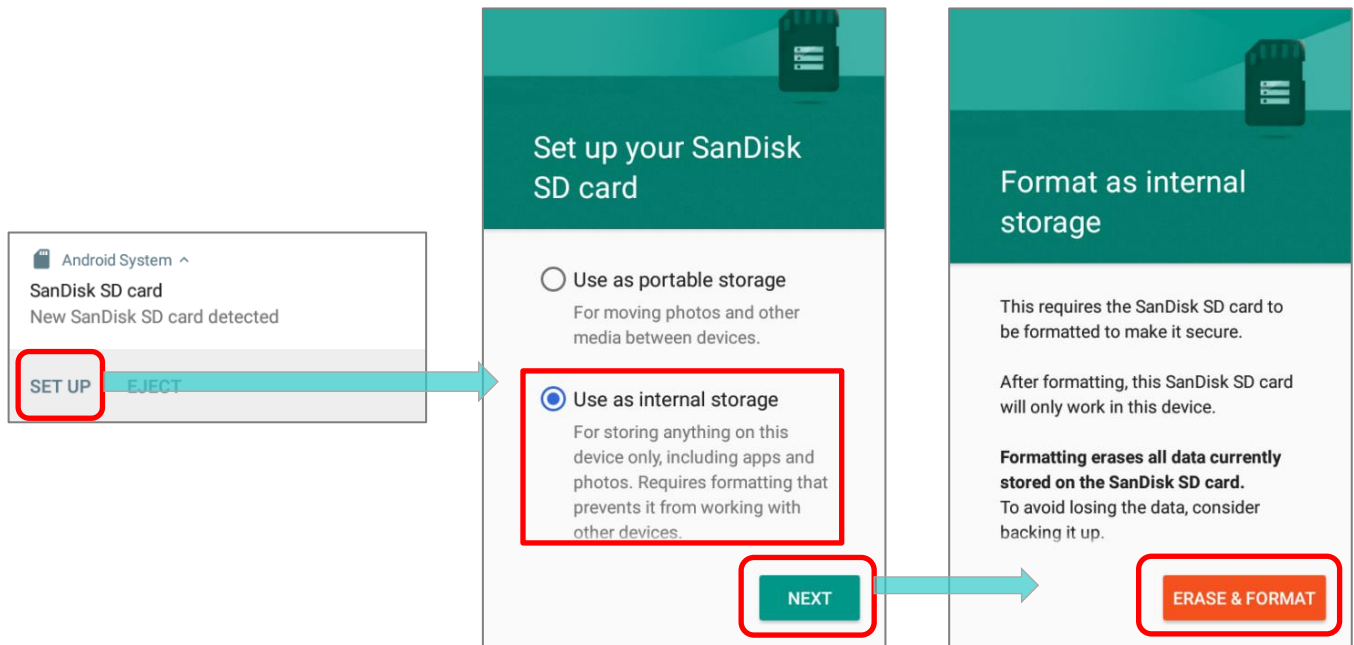 Android System ^
SanDisk SD card
New SanDisk SD card detected
SET UP EJECT
Set up your SanDisk
SD card
Use as portable storage
For moving photos and other
media between devices.
Use as internal storage
For storing anything on this
device only, including apps and
photos. Requires formatting that
prevents it from working with
other devices.
NEXT
Format as internal
storage
This requires the SanDisk SD card to
be formatted to make it secure.
After formatting, this SanDisk SD card
will only work in this device.
Formatting erases all data currently
stored on the SanDisk SD card.
To avoid losing the data, consider
backing it up.
ERASE & FORMAT